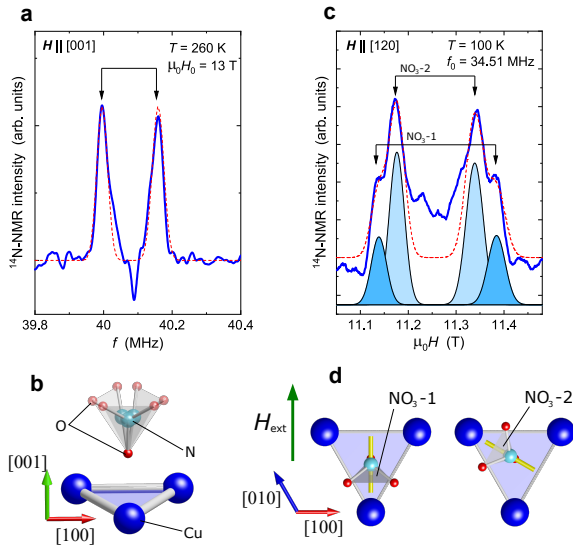 a
H || [001]
T = 260 K
μ₀H₀ = 13 T
¹⁴N-NMR intensity (arb. units)
39.8 40 40.2 40.4
f (MHz)
c
H || [120]
T = 100 K
f₀ = 34.51 MHz
NO₃-2
NO₃-1
¹⁴N-NMR intensity (arb. units)
11.1 11.2 11.3 11.4
μ₀H (T)
b
O
N
[001]
[100]
Cu
d
NO₃-1
NO₃-2
Hext
[010]
[100]